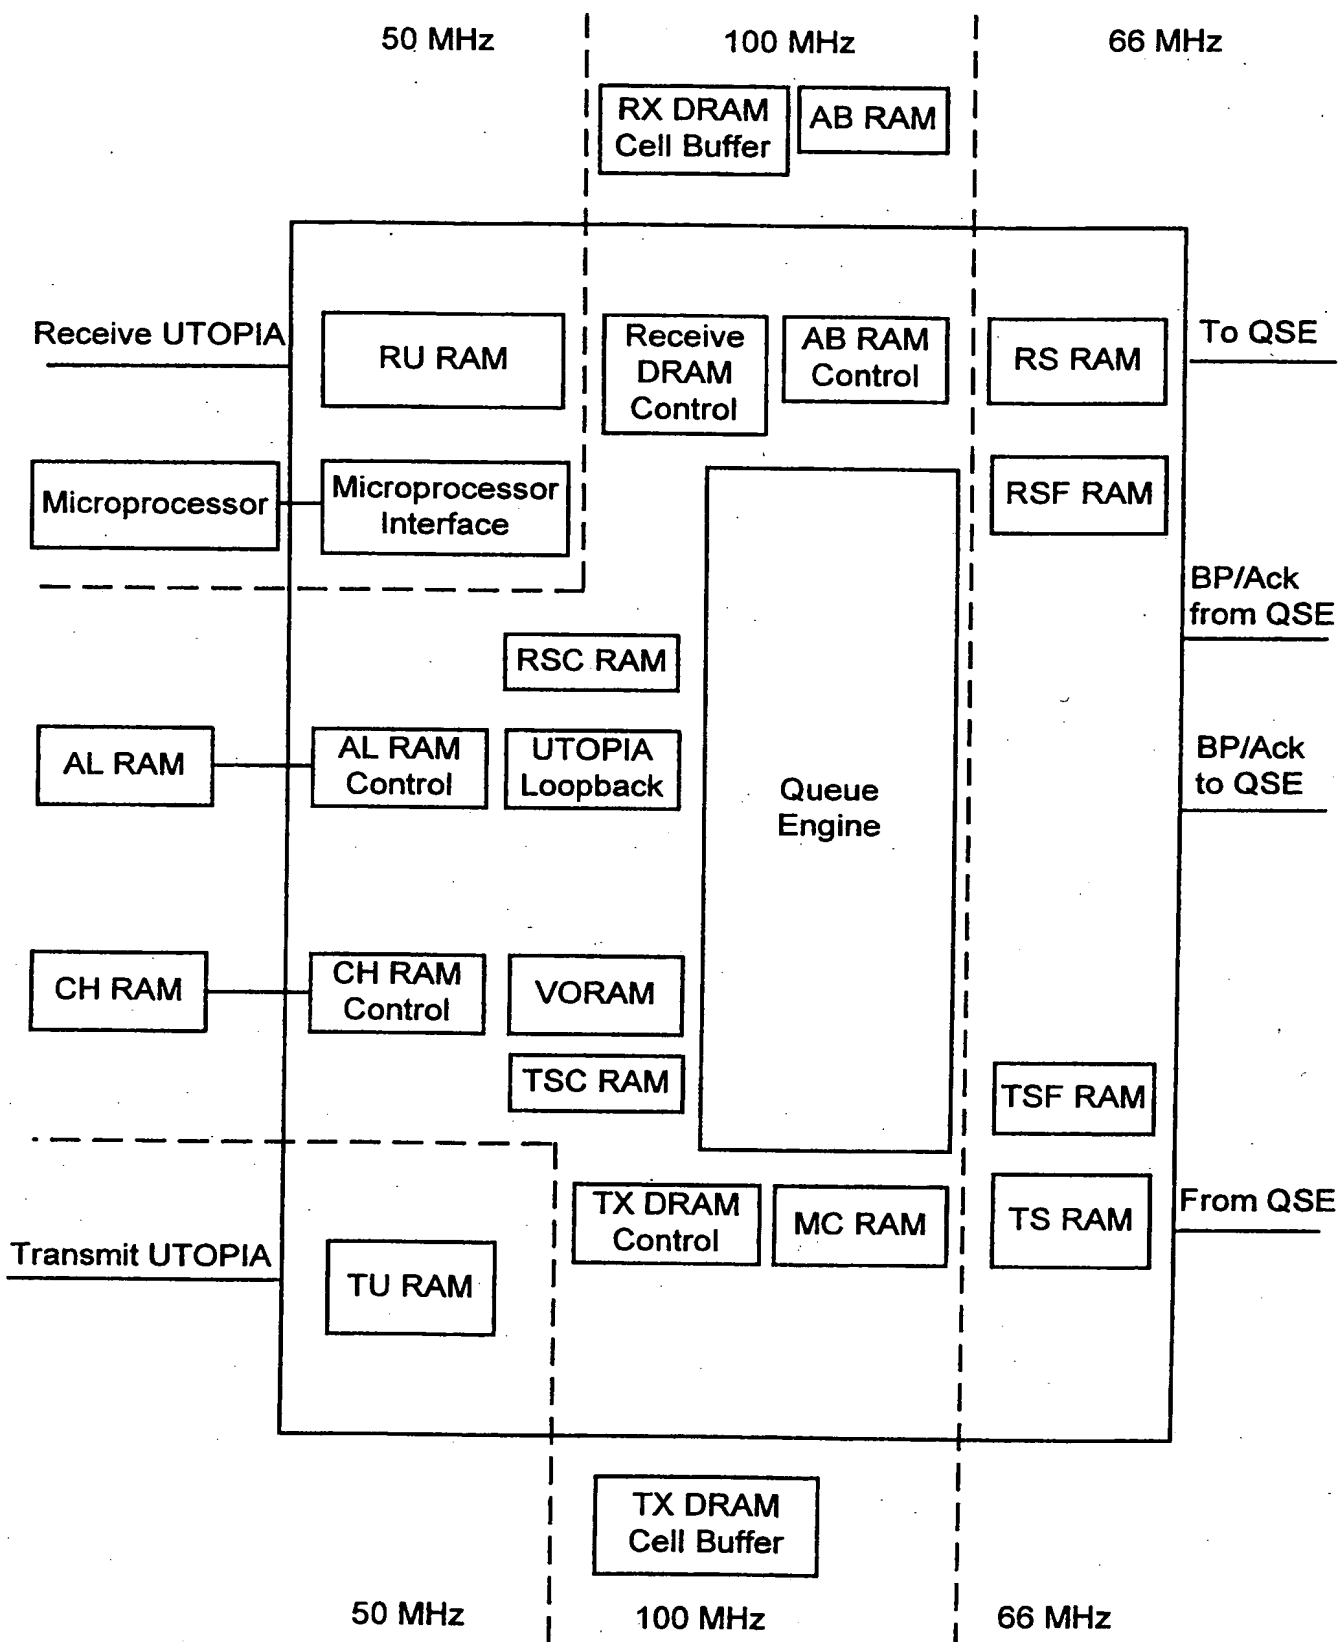 50 MHz
100 MHz
66 MHz
RX DRAM
Cell Buffer
AB RAM
Receive UTOPIA
RU RAM
Receive
DRAM
Control
AB RAM
Control
RS RAM
To QSE
Microprocessor
Microprocessor
Interface
RSF RAM
BP/Ack
from QSE
RSC RAM
AL RAM
AL RAM
Control
UTOPIA
Loopback
Queue
Engine
BP/Ack
to QSE
CH RAM
CH RAM
Control
VORAM
TSC RAM
TSF RAM
TX DRAM
Control
MC RAM
TS RAM
From QSE
Transmit UTOPIA
TU RAM
TX DRAM
Cell Buffer
50 MHz
100 MHz
66 MHz